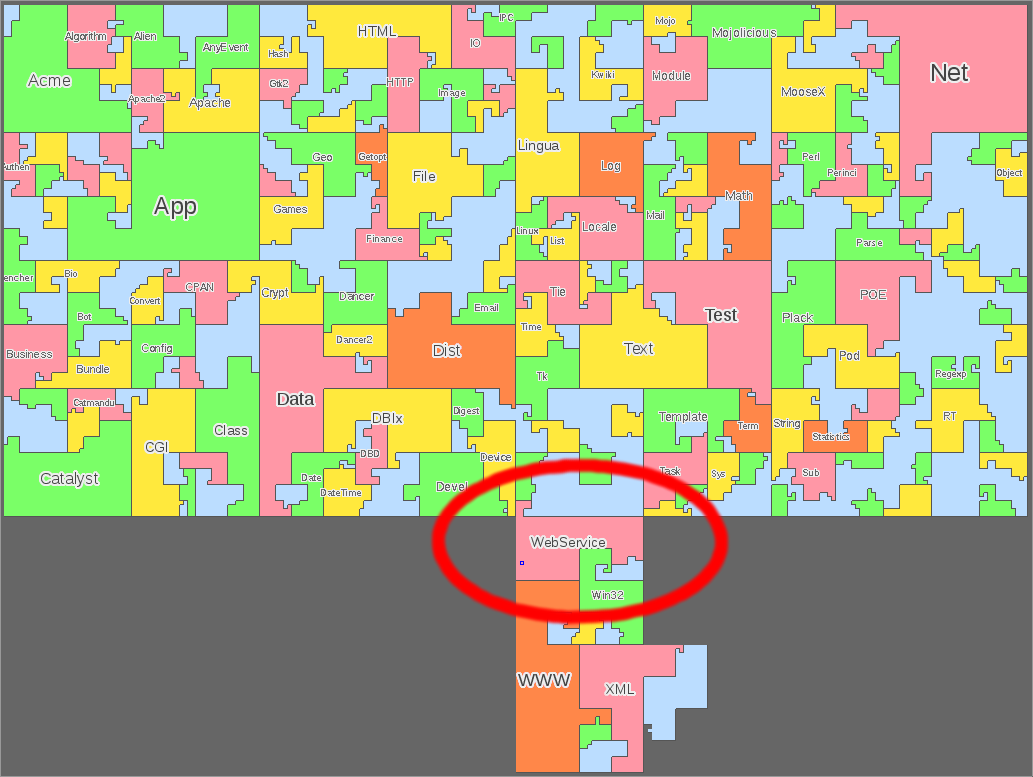 IPC
Mojo
Algorithm
Alien
HTML
Mojolicious
AnyEvent
IO
Hash
Net
Acme
Gtk2
HTTP
Image
Kwiki
Module
MooseX
Apache2
Apache
Lingua
Geo
Getopt
Log
Perl
Authen
File
Perinci
Object
Math
App
Games
Mail
Finance
Linux
List
Locale
Parse
encher
Bio
CPAN
Convert
Crypt
Dancer
Email
Tie
POE
Bot
Time
Test
Plack
Business
Config
Dancer2
Dist
Text
Pod
Bundle
Tk
Regexp
Catmandu
Data
DBIx
Digest
Template
RT
Class
Term
String
Statistics
CGI
DBD
Device
Catalyst
Date
DateTime
Devel
Task
Sys
Sub
WebService
Win32
WWW
XML